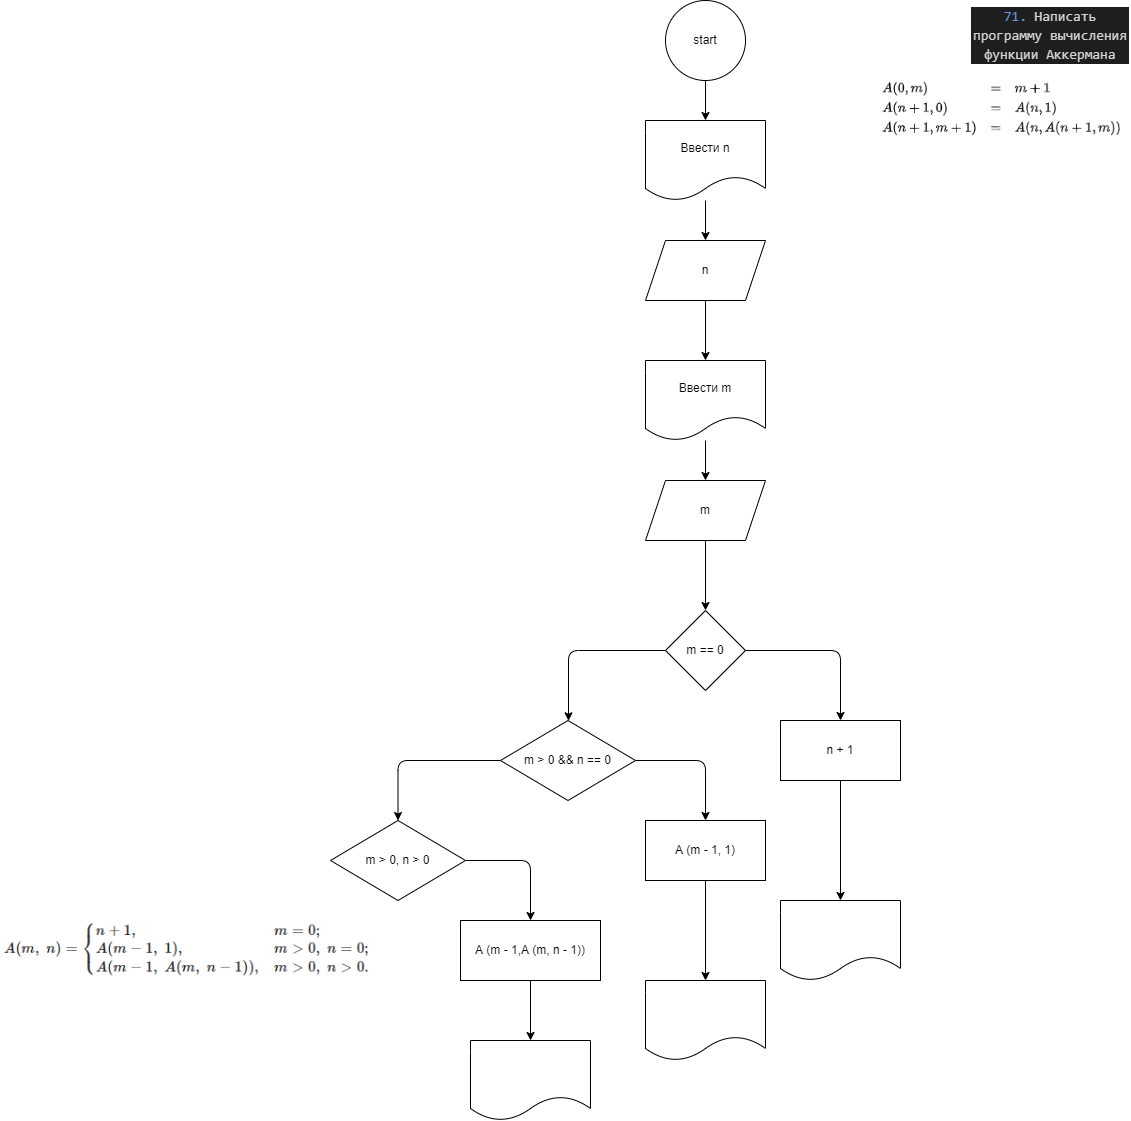 start
71. Написать
программу вычисления
функции Аккермана
A(0, m) = m + 1
A(n + 1, 0) = A(n, 1)
A(n + 1, m + 1) = A(n, A(n + 1, m))
Ввести n
n
Ввести m
m
m == 0
m > 0 && n == 0
n + 1
m > 0, n > 0
A (m - 1, 1)
A (m - 1,A (m, n - 1))
A(m, n) = { n + 1, m = 0;
A(m − 1, 1), m > 0, n = 0;
A(m − 1, A(m, n − 1)), m > 0, n > 0.